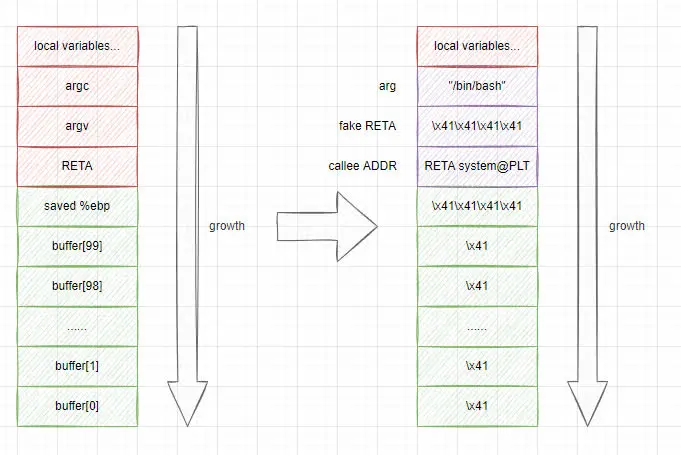 local variables...
argc
argv
RETA
saved %ebp
buffer[99]
buffer[98]
......
buffer[1]
buffer[0]
growth
arg
fake RETA
callee ADDR
local variables...
"/bin/bash"
\x41\x41\x41\x41
RETA system@PLT
\x41\x41\x41\x41
\x41
\x41
......
\x41
\x41
growth